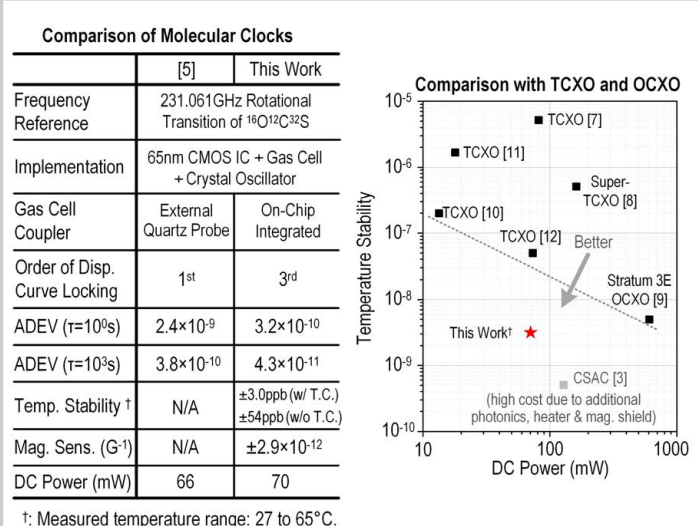 Comparison of Molecular Clocks
[5] This Work
Frequency Reference 231.061GHz Rotational Transition of ¹⁶O¹²C³²S
Implementation 65nm CMOS IC + Gas Cell + Crystal Oscillator
Gas Cell Coupler External Quartz Probe On-Chip Integrated
Order of Disp. Curve Locking 1st 3rd
ADEV (τ=10⁰s) 2.4×10⁻⁹ 3.2×10⁻¹⁰
ADEV (τ=10³s) 3.8×10⁻¹⁰ 4.3×10⁻¹¹
Temp. Stability † N/A ±3.0ppb (w/ T.C.) ±54ppb (w/o T.C.)
Mag. Sens. (G⁻¹) N/A ±2.9×10⁻¹²
DC Power (mW) 66 70
†: Measured temperature range: 27 to 65°C.
Comparison with TCXO and OCXO
Temperature Stability
10⁻⁵
10⁻⁶
10⁻⁷
10⁻⁸
10⁻⁹
10⁻¹⁰
TCXO [7]
TCXO [11]
Super-
TCXO [8]
TCXO [10]
TCXO [12]
Better
Stratum 3E
OCXO [9]
This Work†
CSAC [3]
(high cost due to additional
photonics, heater & mag. shield)
10 100 1000
DC Power (mW)